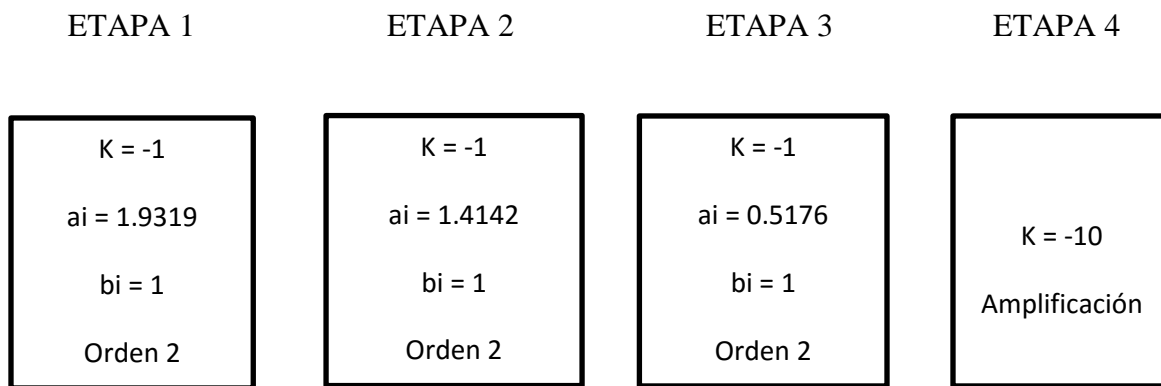 ETAPA 1
ETAPA 2
ETAPA 3
ETAPA 4
K = -1
ai = 1.9319
bi = 1
Orden 2
K = -1
ai = 1.4142
bi = 1
Orden 2
K = -1
ai = 0.5176
bi = 1
Orden 2
K = -10
Amplificación